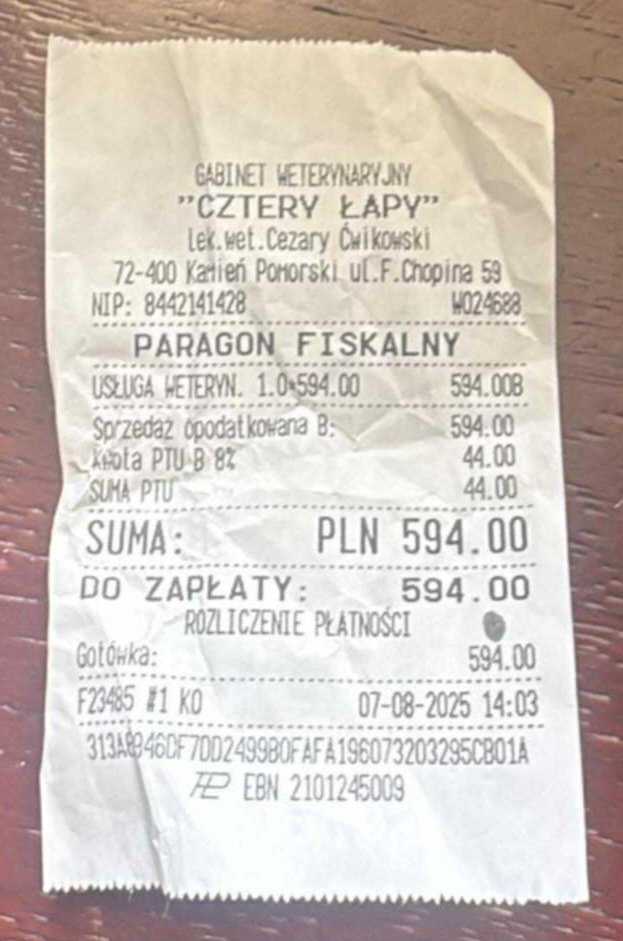 GABINET WETERYNARYJNY
"CZTERY ŁAPY"
lek.wet.Cezary Ćwikowski
72-400 Kamień Pomorski ul.F.Chopina 59
NIP: 8442141428 W024688
PARAGON FISKALNY
USŁUGA WETERYN. 1.0*594.00 594.00B
Sprzedaż opodatkowana B: 594.00
Kwota PTU B 8% 44.00
SUMA PTU 44.00
SUMA: PLN 594.00
DO ZAPŁATY: 594.00
ROZLICZENIE PŁATNOŚCI
Gotówka: 594.00
F23485 #1 KO 07-08-2025 14:03
EBN 2101245009